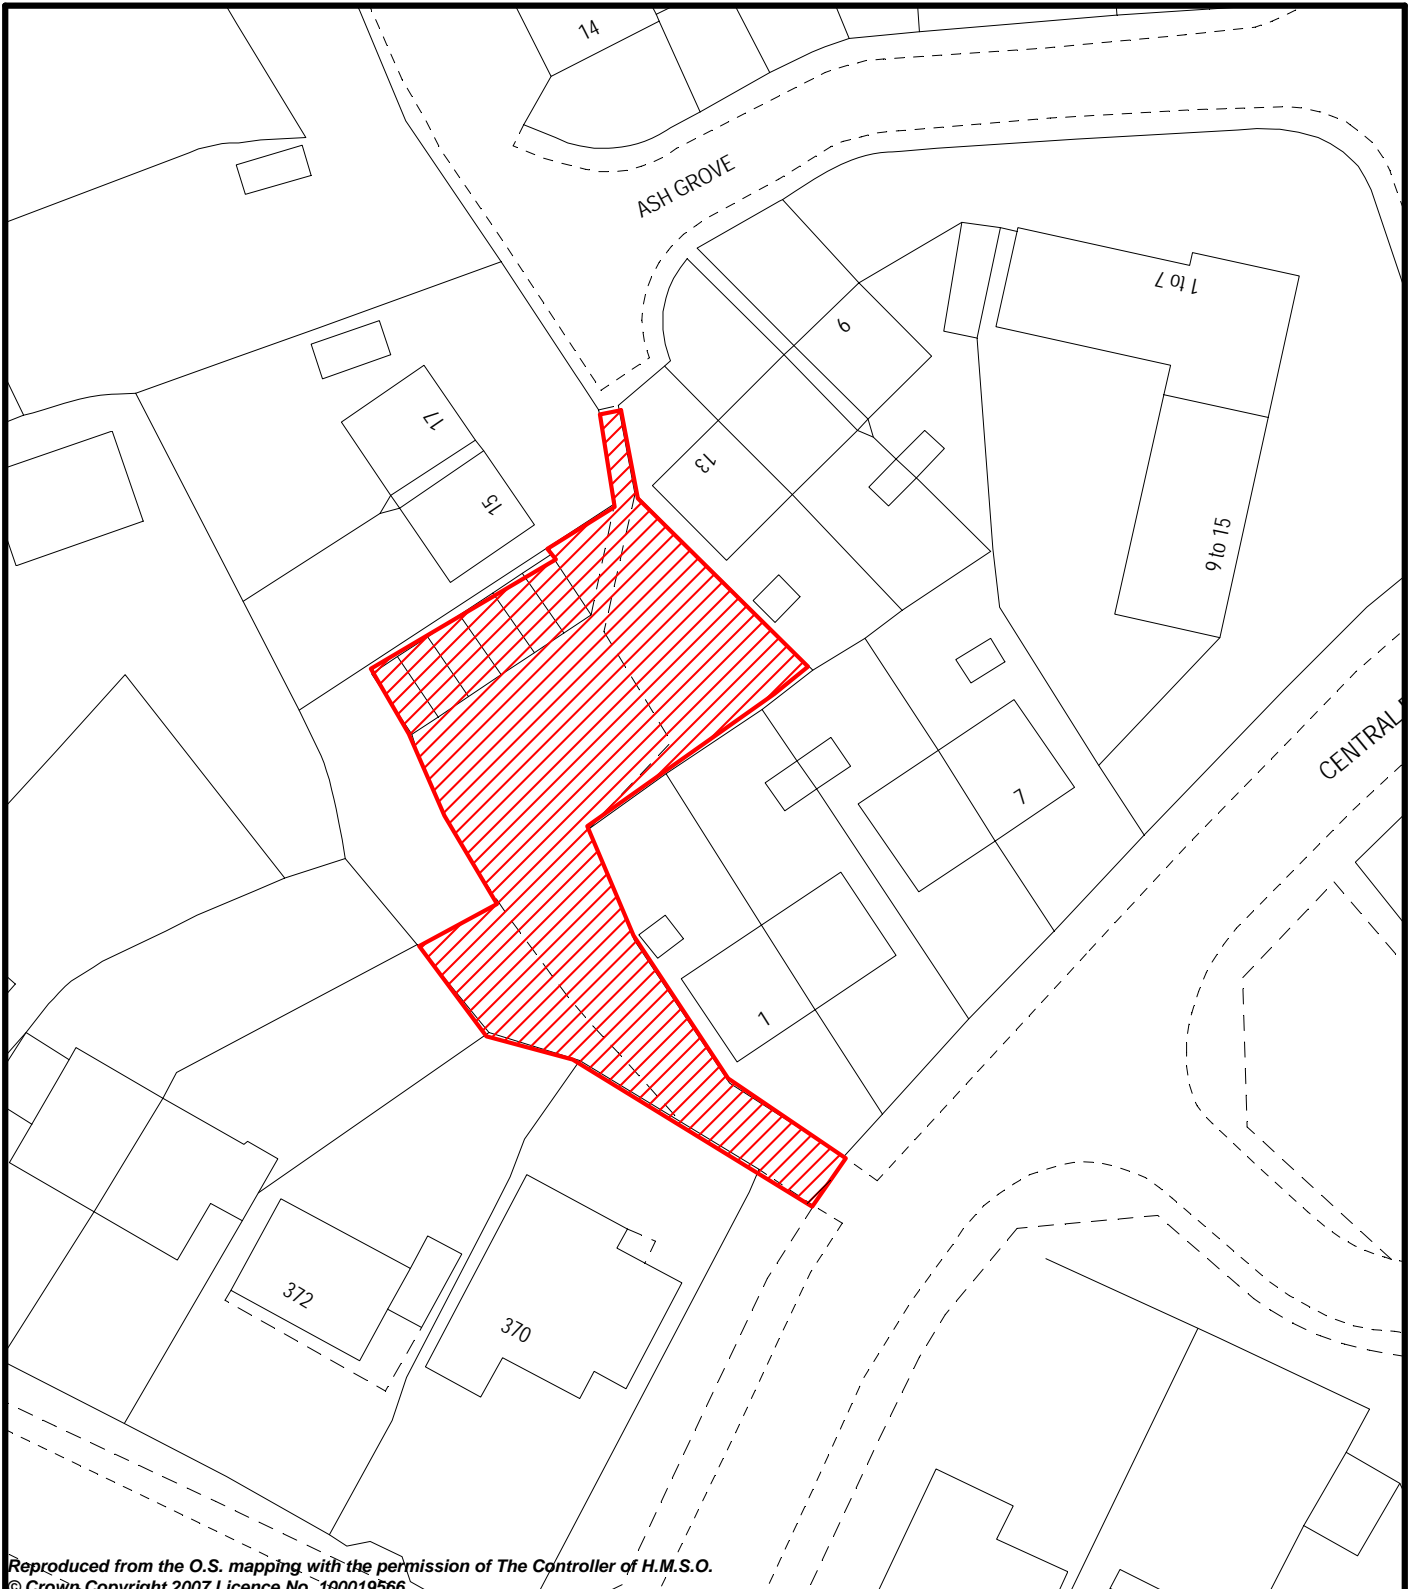 14
ASH GROVE
1 to 7
9
17
13
15
9 to 15
CENTRAL
7
1
372
370
Reproduced from the O.S. mapping with the permission of The Controller of H.M.S.O.
© Crown Copyright 2007 Licence No. 100019566